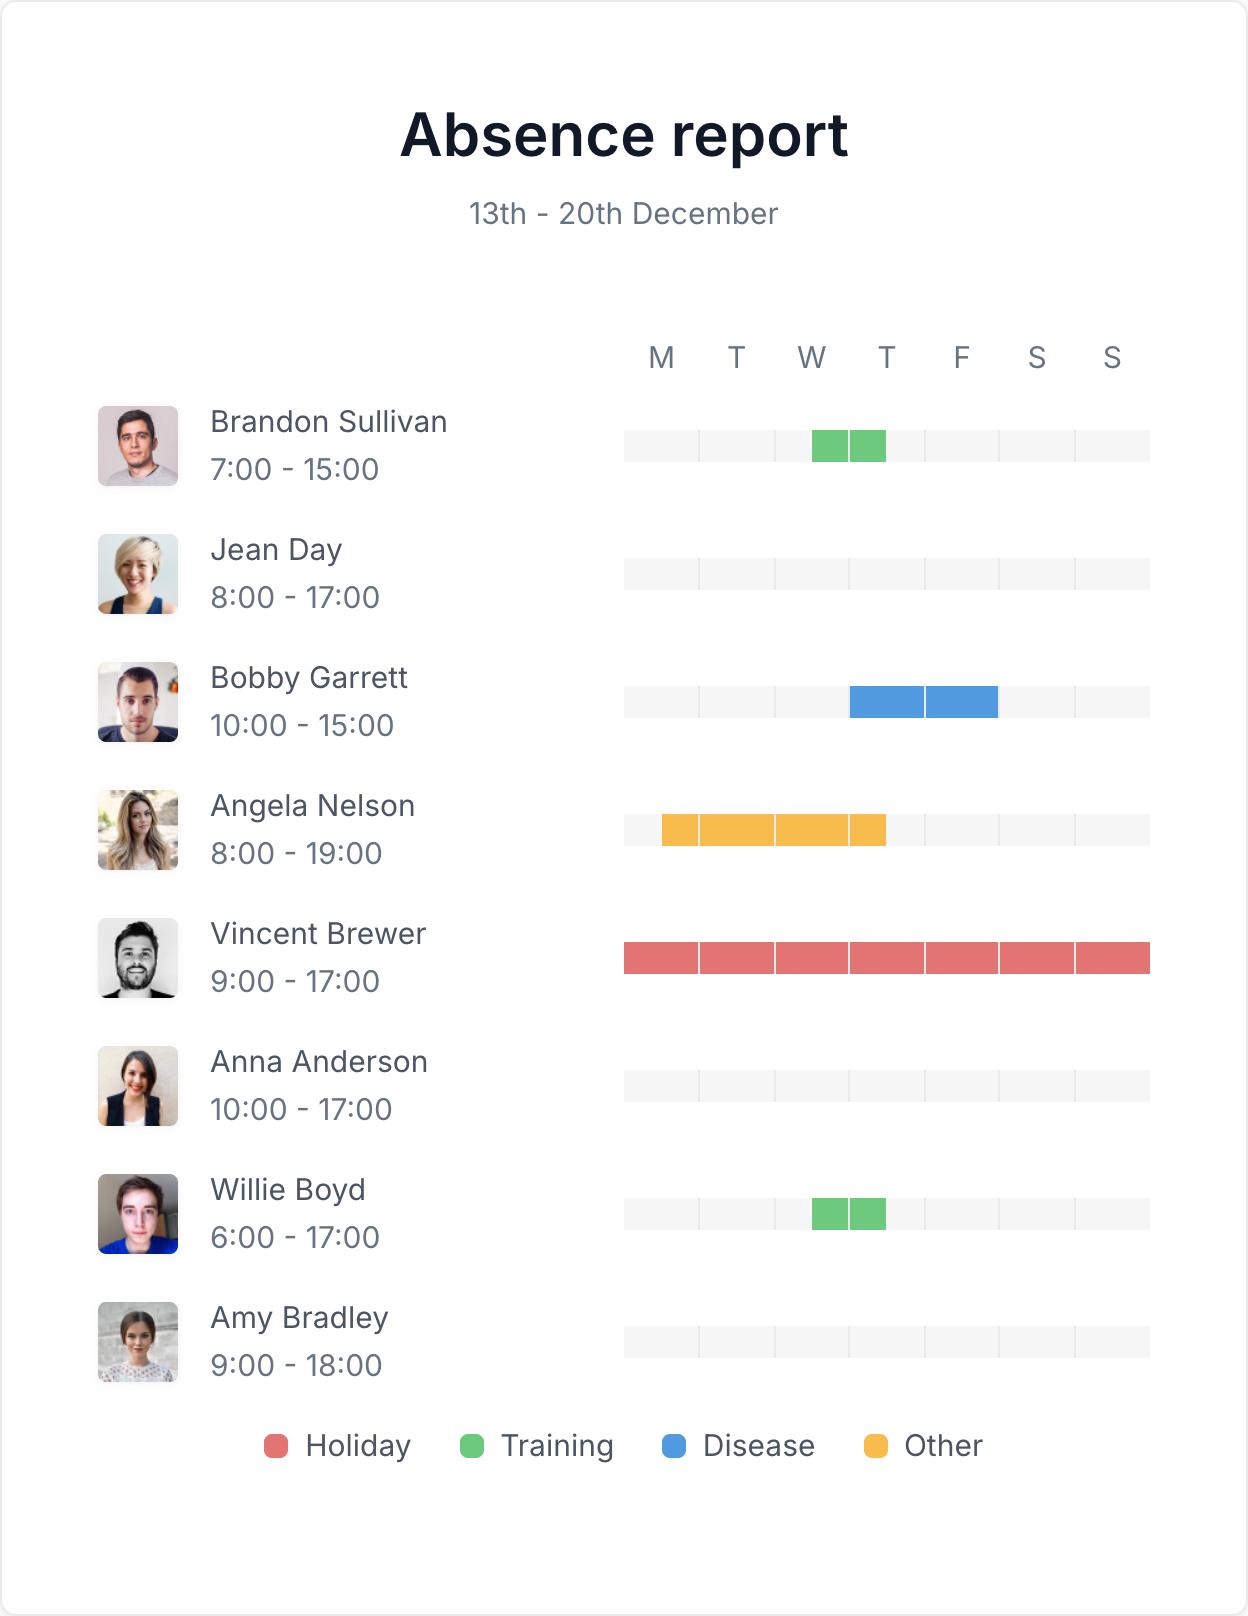 Absence report
13th - 20th December
M T W T F S S
Brandon Sullivan
7:00 - 15:00
Jean Day
8:00 - 17:00
Bobby Garrett
10:00 - 15:00
Angela Nelson
8:00 - 19:00
Vincent Brewer
9:00 - 17:00
Anna Anderson
10:00 - 17:00
Willie Boyd
6:00 - 17:00
Amy Bradley
9:00 - 18:00
Holiday Training Disease Other